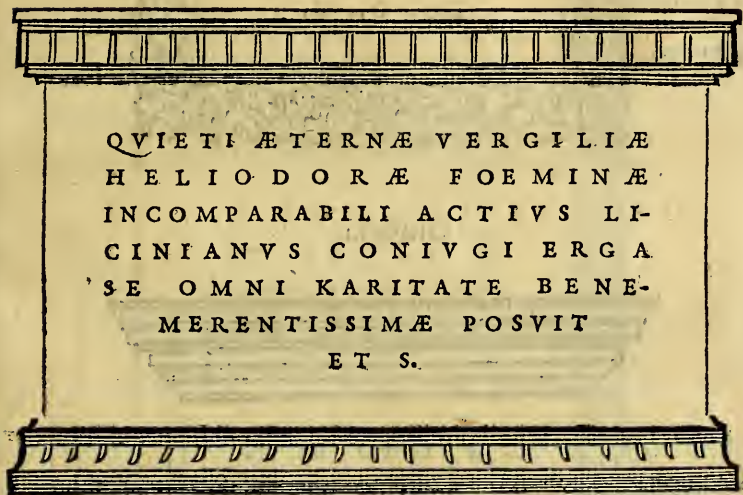 QVIETI ÆTERNÆ VERGILIÆ
HELIODORÆ FOEMINÆ
INCOMPARABILI ACTIVS LI-
CINIANVS CONIVGI ERGA
SE OMNI KARITATE BENE-
MERENTISSIMÆ POSVIT
ET S.